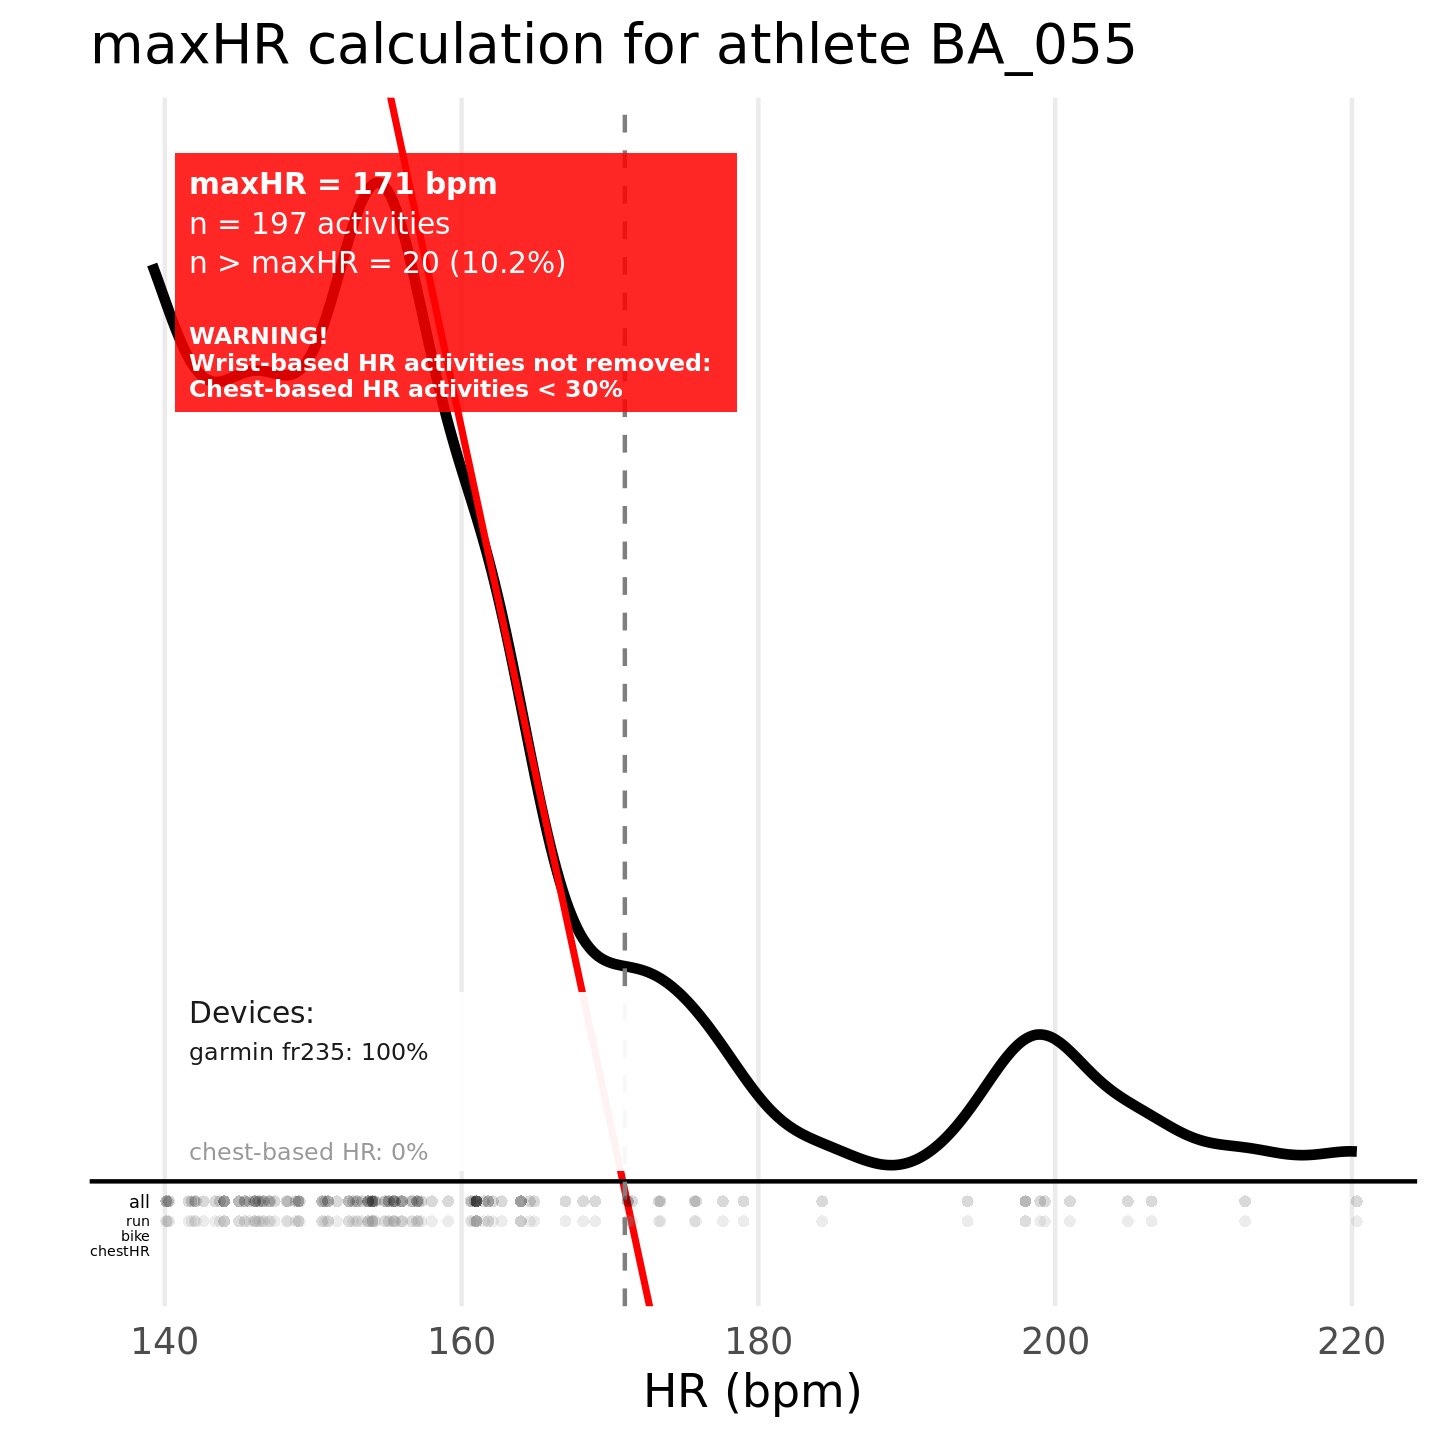 maxHR calculation for athlete BA_055
maxHR = 171 bpm
n = 197 activities
n > maxHR = 20 (10.2%)
WARNING!
Wrist-based HR activities not removed:
Chest-based HR activities < 30%
Devices:
garmin fr235: 100%
chest-based HR: 0%
all
run
bike
chestHR
140 160 180 200 220
HR (bpm)